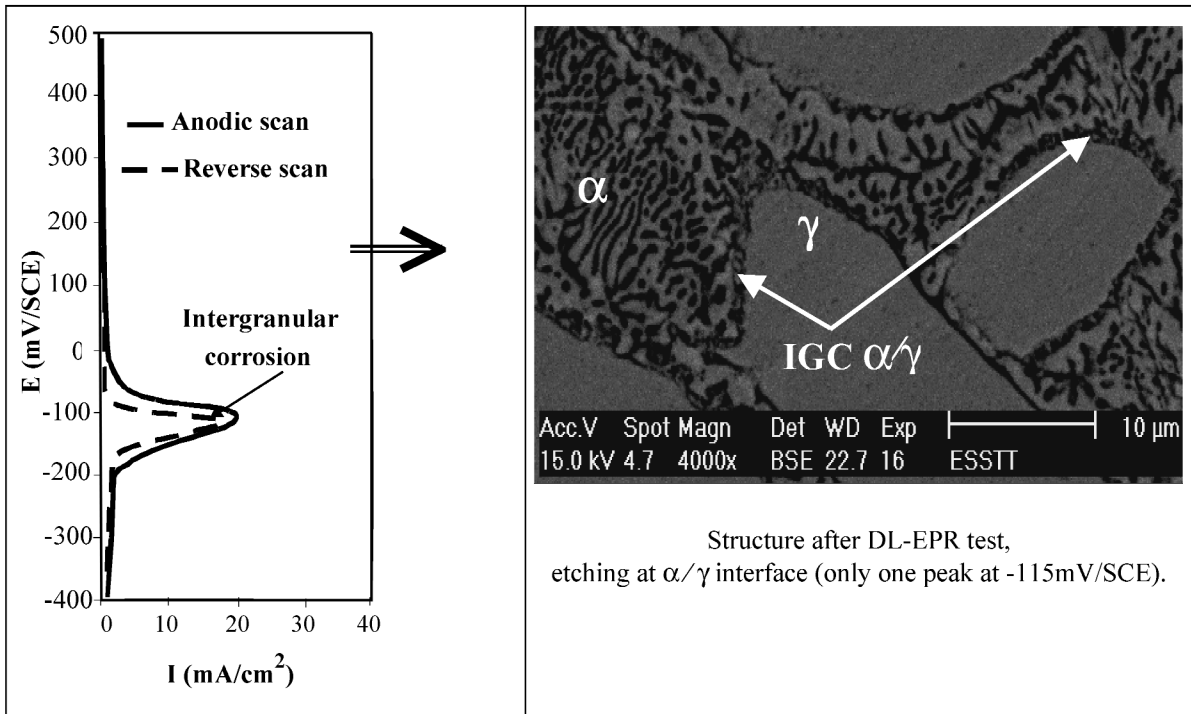 500
400
300
200
100
0
-100
-200
-300
-400
E (mV/SCE)
Anodic scan
Reverse scan
Intergranular
corrosion
0 10 20 30 40
I (mA/cm²)
α
γ
IGC α/γ
Acc.V Spot Magn Det WD Exp 10 µm
15.0 kV 4.7 4000x BSE 22.7 16 ESSTT
Structure after DL-EPR test,
etching at α/γ interface (only one peak at -115mV/SCE).